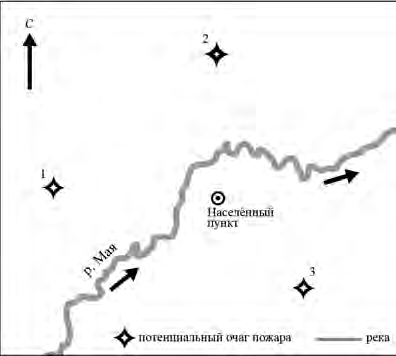 С
2
1
Населённый
пункт
р. Мая
3
потенциальный очаг пожара
река